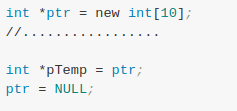 int *ptr = new int[10];
//.................
int *pTemp = ptr;
ptr = NULL;